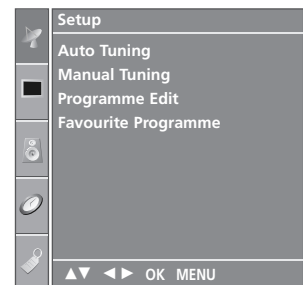 Setup
Auto Tuning
Manual Tuning
Programme Edit
Favourite Programme
▲▼ ◄► OK MENU